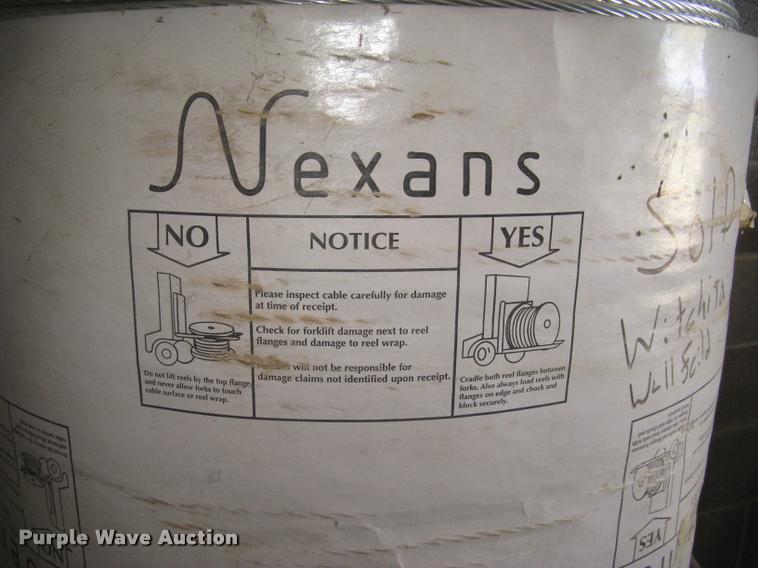 Nexans
NO
NOTICE
YES
Please inspect cable carefully for damage
at time of receipt.
Check for forklift damage next to reel
flanges and damage to reel wrap.
will not be responsible for
damage claims not identified upon receipt.
Do not lift reels by the top flange
and never allow forks to touch
cable surface or reel wrap.
Cradle both reel flanges between
forks. Also always load reels with
flanges on edge and chock and
block securely.
Sold
Witchita
YES
NO
Purple Wave Auction